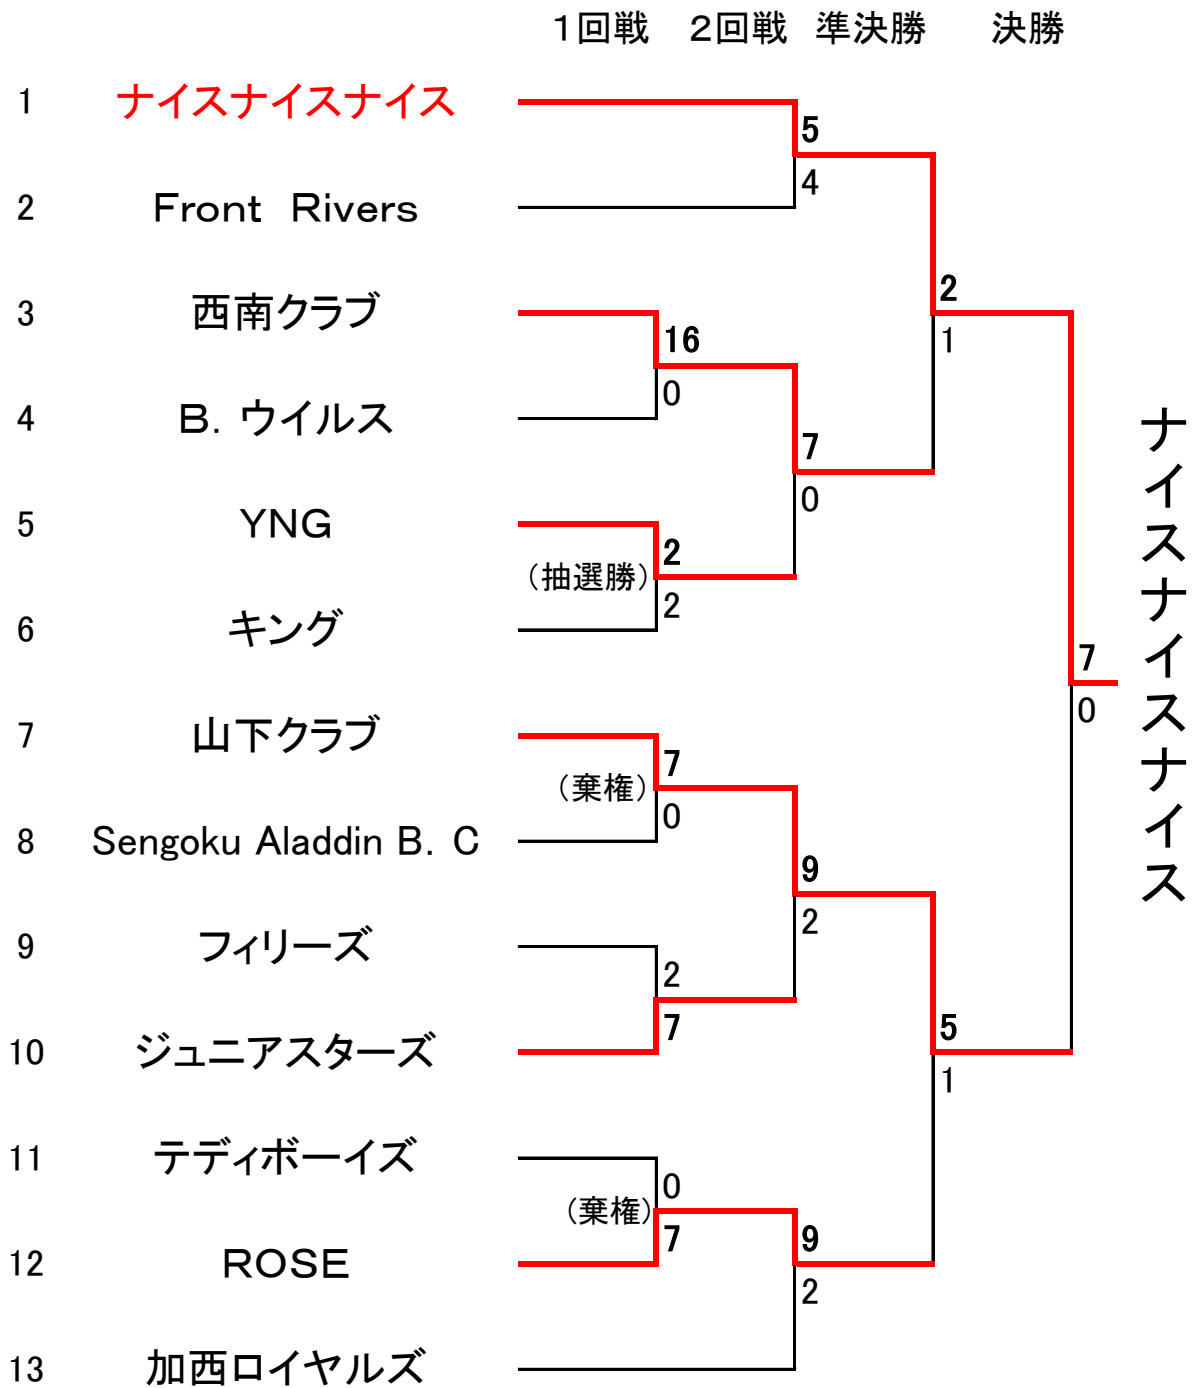 1回戦 2回戦 準決勝 決勝
1 ナイスナイスナイス
5
4
2 Front Rivers
2
1
3 西南クラブ
16
0
4 B. ウイルス
7
0
5 YNG
2
(抽選勝)
2
6 キング
7
0
ナイスナイスナイス
7 山下クラブ
7
(棄権)
0
8 Sengoku Aladdin B. C
9
2
9 フィリーズ
2
7
10 ジュニアスターズ
5
1
11 テディボーイズ
0
(棄権)
7
12 ROSE
9
2
13 加西ロイヤルズ